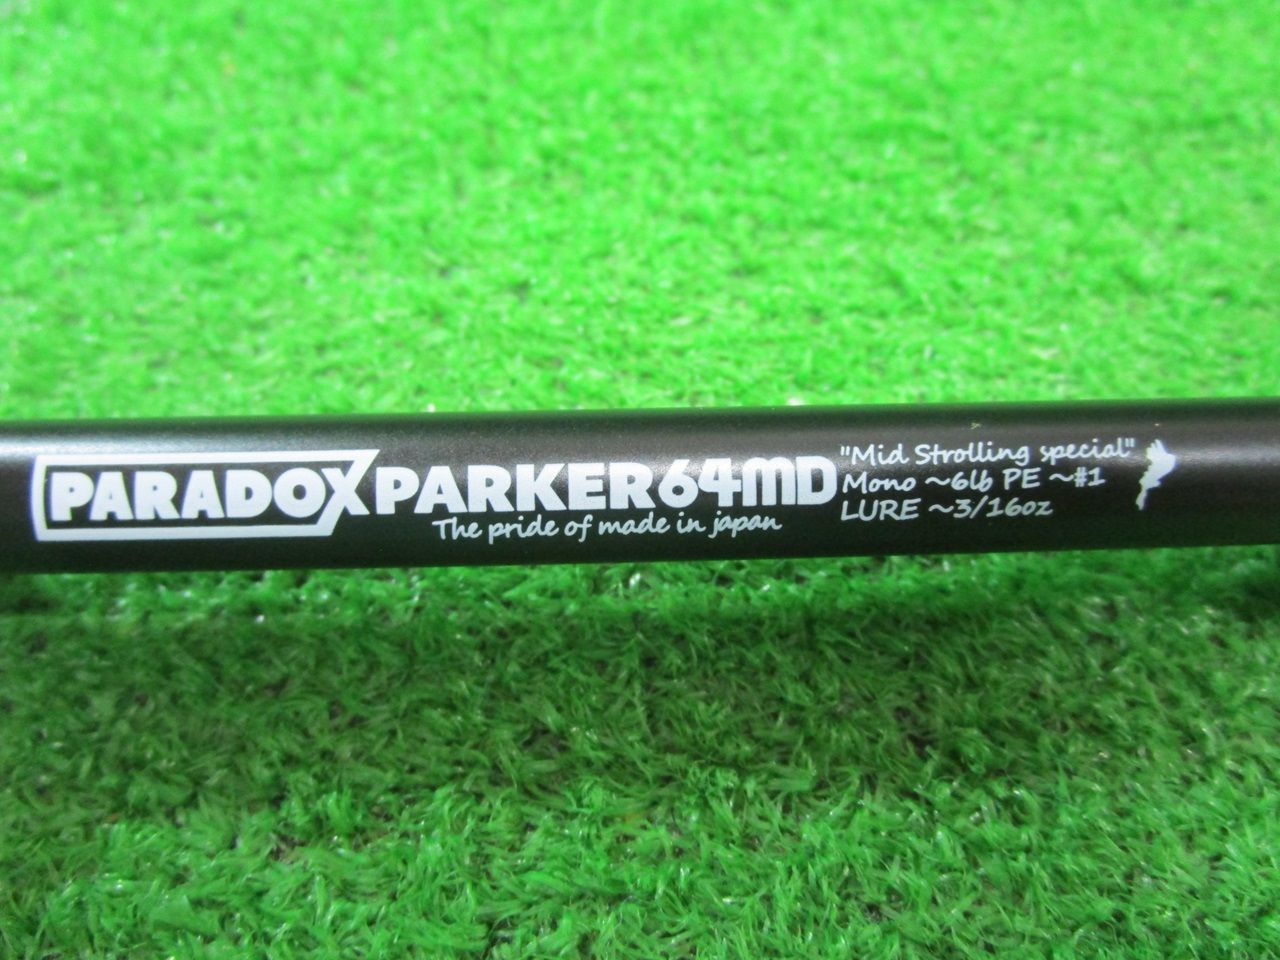 PARADOX PARKER64MD
The pride of made in japan
"Mid Strolling special"
Mono ~6lb PE ~#1
LURE ~3/16oz